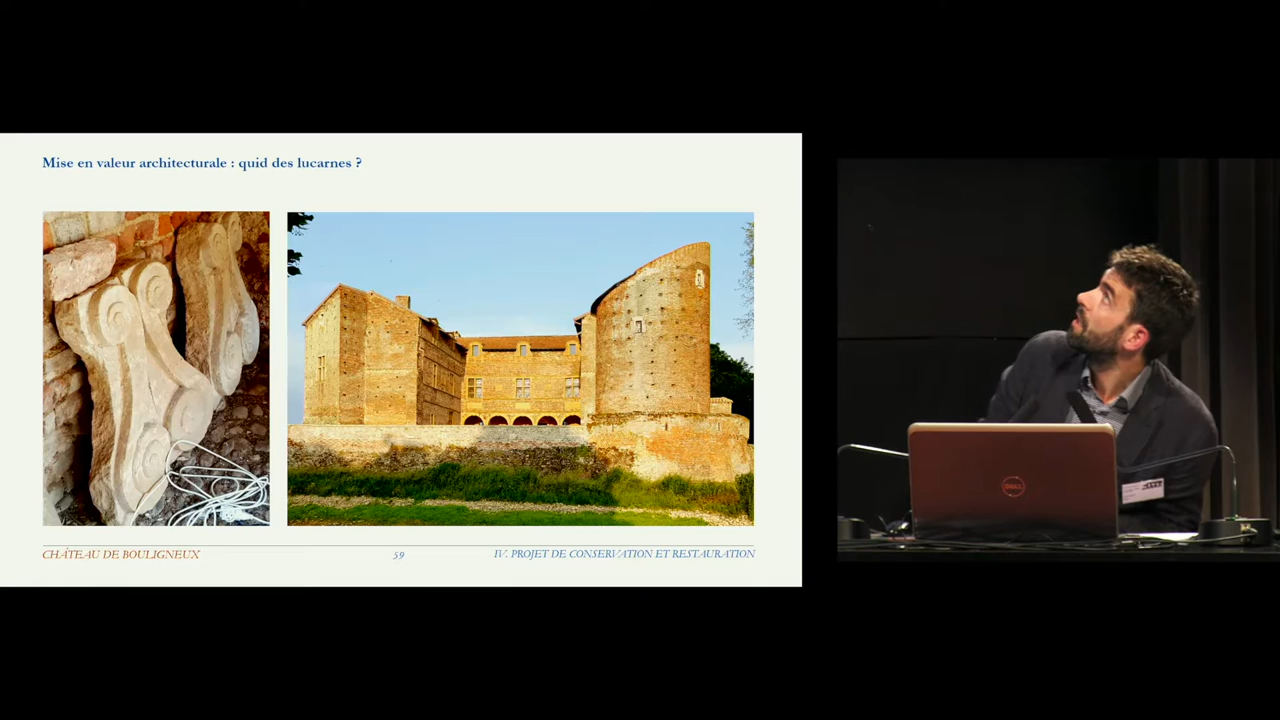 Mise en valeur architecturale : quid des lucarnes ?
CHÂTEAU DE BOULIGNEUX
59
IV. PROJET DE CONSERVATION ET RESTAURATION
DELL